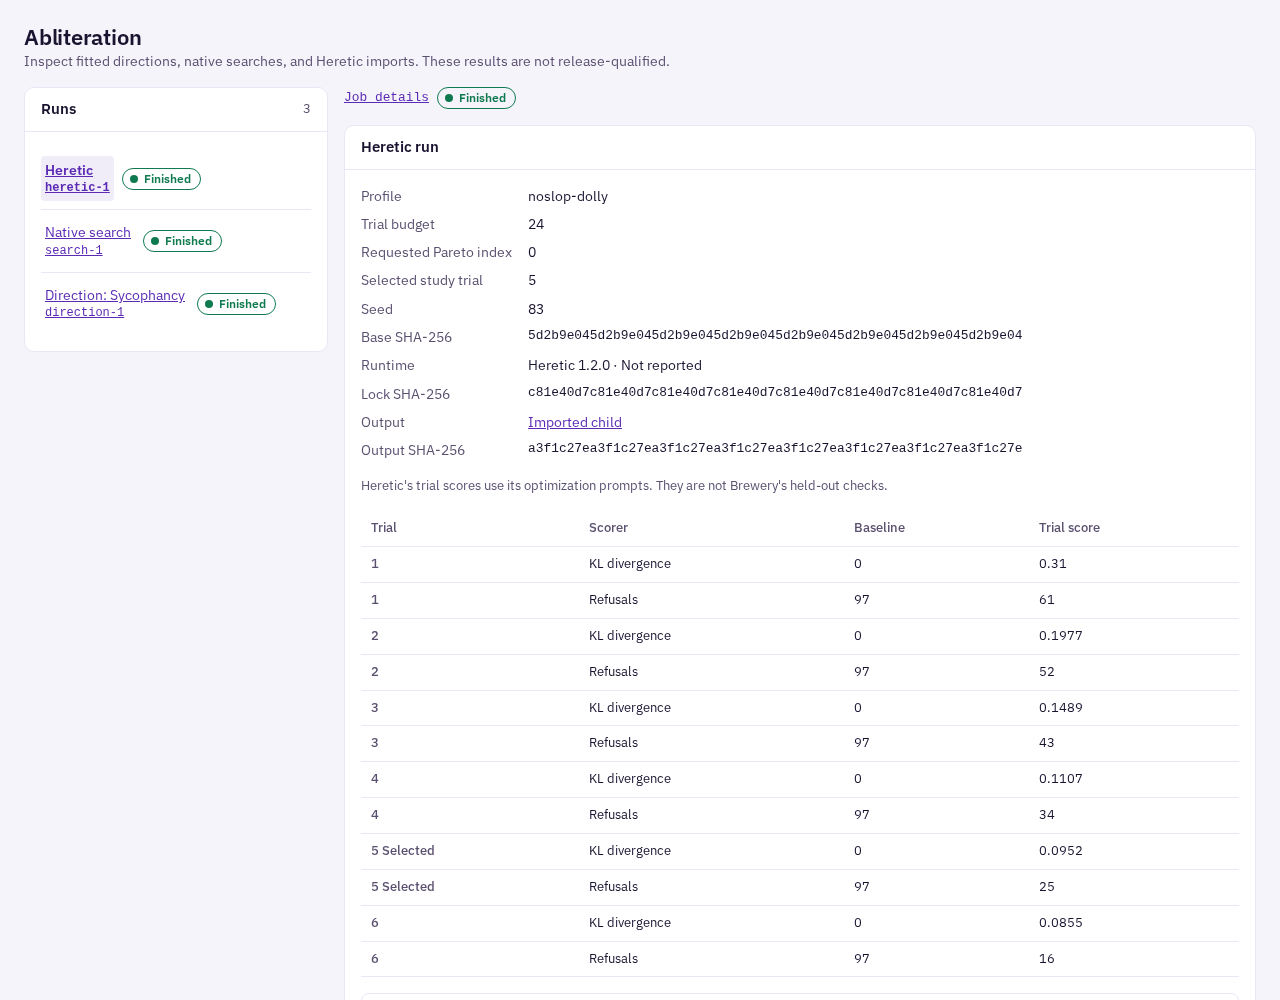 Abliteration
Inspect fitted directions, native searches, and Heretic imports. These results are not release-qualified.
Runs 3
Heretic
heretic-1
Finished
Native search
search-1
Finished
Direction: Sycophancy
direction-1
Finished
Job details Finished
Heretic run
Profile noslop-dolly
Trial budget 24
Requested Pareto index 0
Selected study trial 5
Seed 83
Base SHA-256 5d2b9e045d2b9e045d2b9e045d2b9e045d2b9e045d2b9e045d2b9e045d2b9e04
Runtime Heretic 1.2.0 · Not reported
Lock SHA-256 c81e40d7c81e40d7c81e40d7c81e40d7c81e40d7c81e40d7c81e40d7c81e40d7
Output Imported child
Output SHA-256 a3f1c27ea3f1c27ea3f1c27ea3f1c27ea3f1c27ea3f1c27ea3f1c27ea3f1c27e
Heretic's trial scores use its optimization prompts. They are not Brewery's held-out checks.
Trial Scorer Baseline Trial score
1 KL divergence 0 0.31
1 Refusals 97 61
2 KL divergence 0 0.1977
2 Refusals 97 52
3 KL divergence 0 0.1489
3 Refusals 97 43
4 KL divergence 0 0.1107
4 Refusals 97 34
5 Selected KL divergence 0 0.0952
5 Selected Refusals 97 25
6 KL divergence 0 0.0855
6 Refusals 97 16